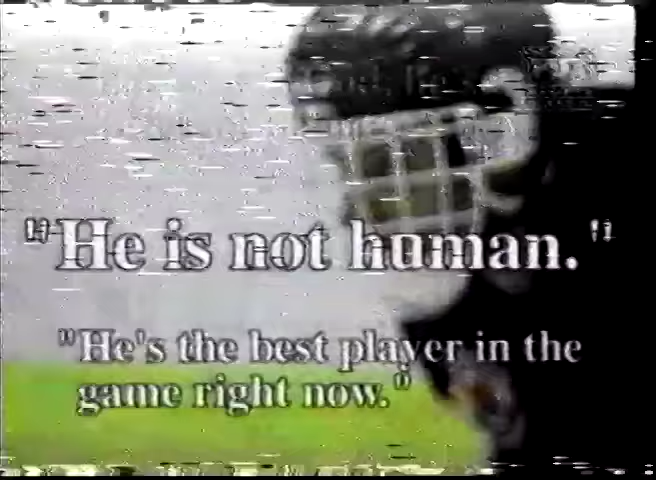 "He is not human."
"He's the best player in the
game right now."